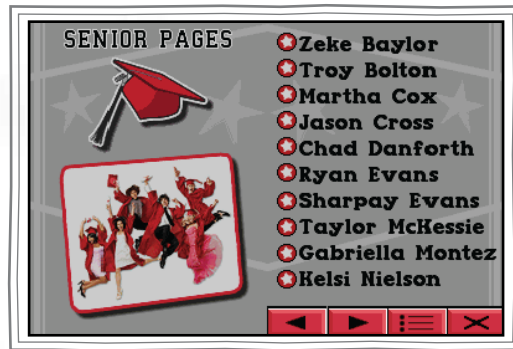 SENIOR PAGES
Zeke Baylor
Troy Bolton
Martha Cox
Jason Cross
Chad Danforth
Ryan Evans
Sharpay Evans
Taylor McKessie
Gabriella Montez
Kelsi Nielson